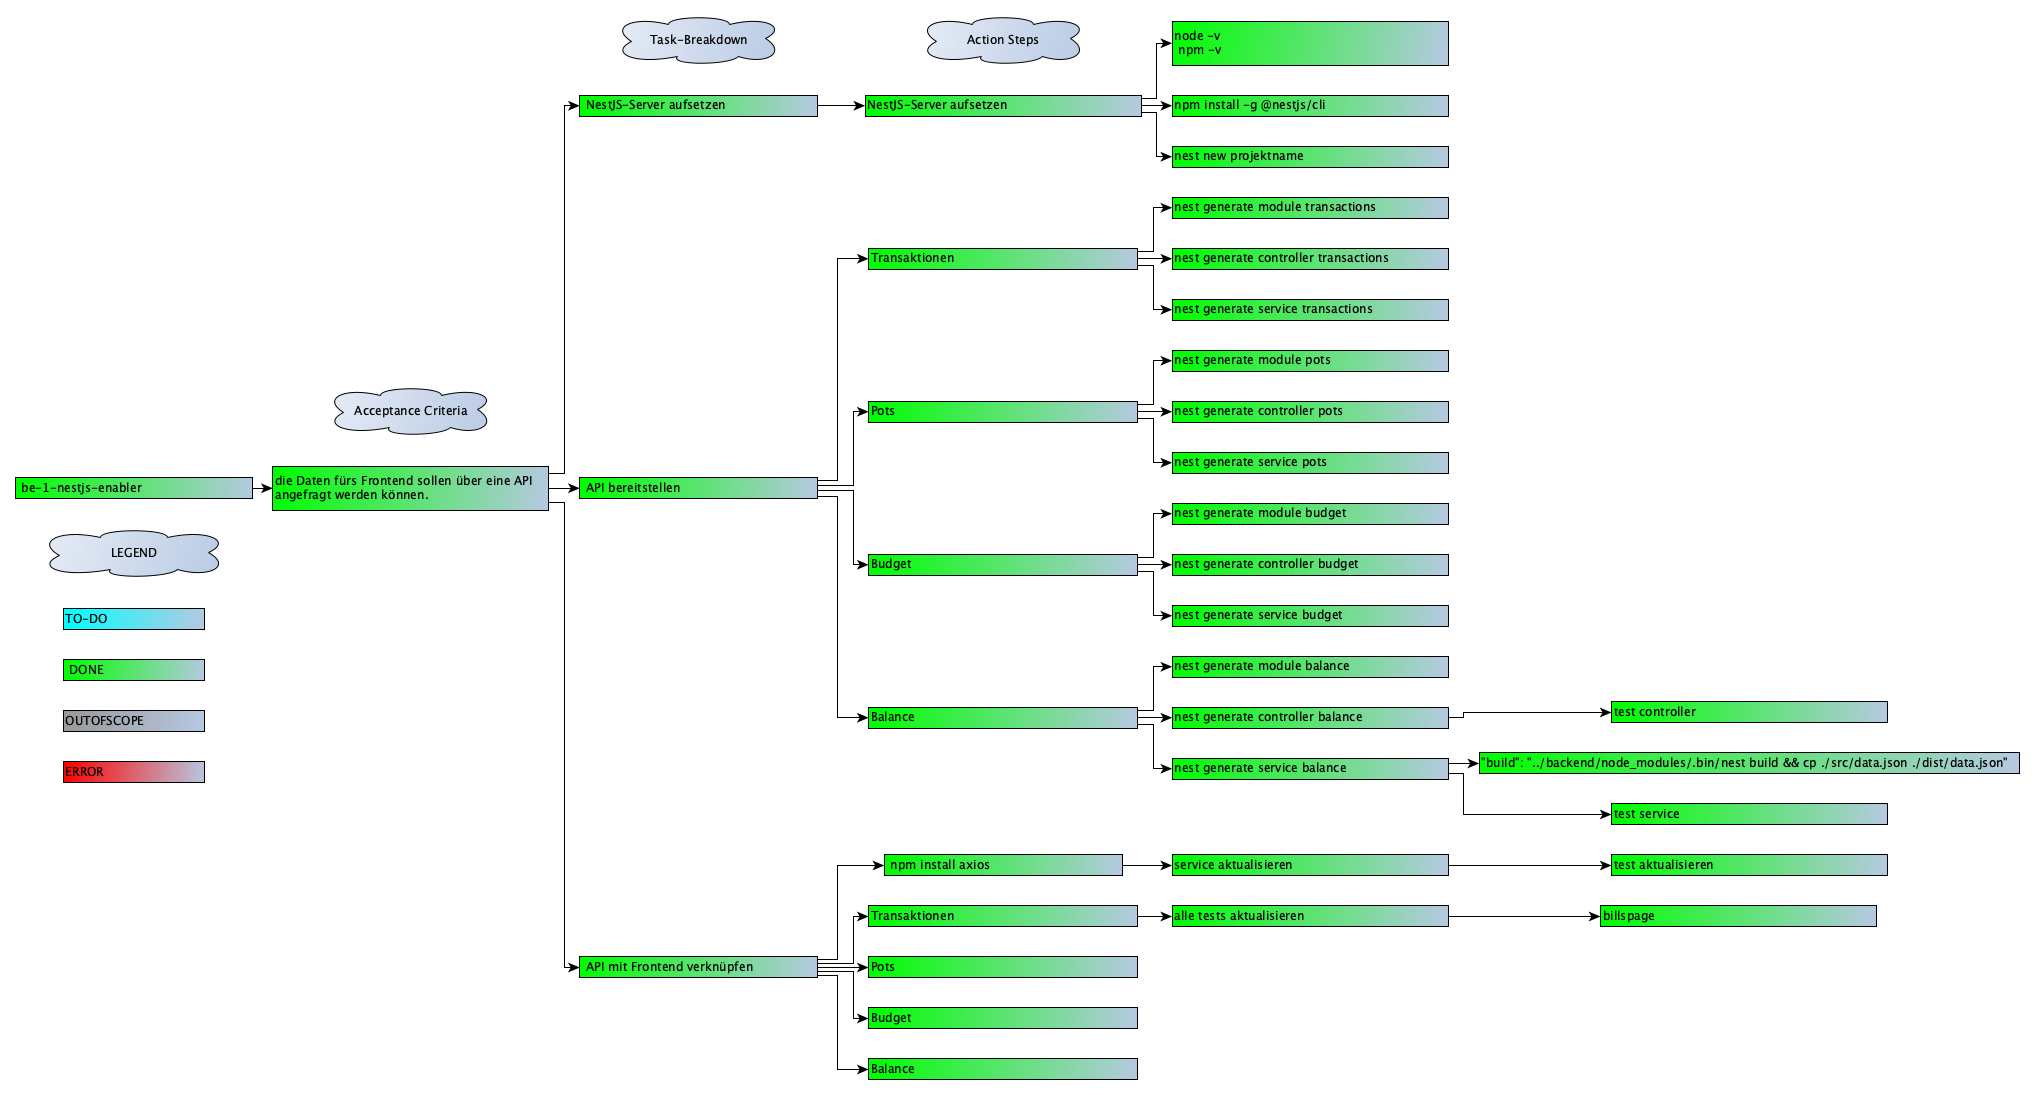 Task-Breakdown
Action Steps
node -v
npm -v
NestJS-Server aufsetzen
NestJS-Server aufsetzen
npm install -g @nestjs/cli
nest new projektname
nest generate module transactions
Transaktionen
nest generate controller transactions
nest generate service transactions
nest generate module pots
Acceptance Criteria
Pots
nest generate controller pots
nest generate service pots
be-1-nestjs-enabler
die Daten fürs Frontend sollen über eine API
angefragt werden können.
API bereitstellen
nest generate module budget
LEGEND
Budget
nest generate controller budget
nest generate service budget
TO-DO
DONE
OUTOFSCOPE
ERROR
nest generate module balance
Balance
nest generate controller balance
test controller
nest generate service balance
"build": "../backend/node_modules/.bin/nest build && cp ./src/data.json ./dist/data.json"
test service
npm install axios
service aktualisieren
test aktualisieren
Transaktionen
alle tests aktualisieren
billspage
API mit Frontend verknüpfen
Pots
Budget
Balance